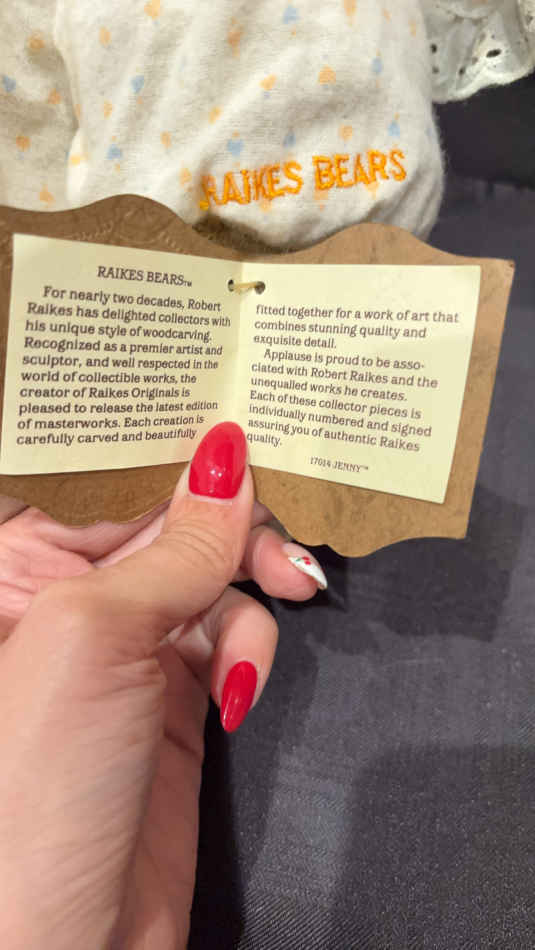 RAIKES BEARS
RAIKES BEARS™
For nearly two decades, Robert
Raikes has delighted collectors with
his unique style of woodcarving.
Recognized as a premier artist and
sculptor, and well respected in the
world of collectible works, the
creator of Raikes Originals is
pleased to release the latest edition
of masterworks. Each creation is
carefully carved and beautifully
fitted together for a work of art that
combines stunning quality and
exquisite detail.
Applause is proud to be asso-
ciated with Robert Raikes and the
unequalled works he creates.
Each of these collector pieces is
individually numbered and signed
assuring you of authentic Raikes
quality.
17014 JENNY™